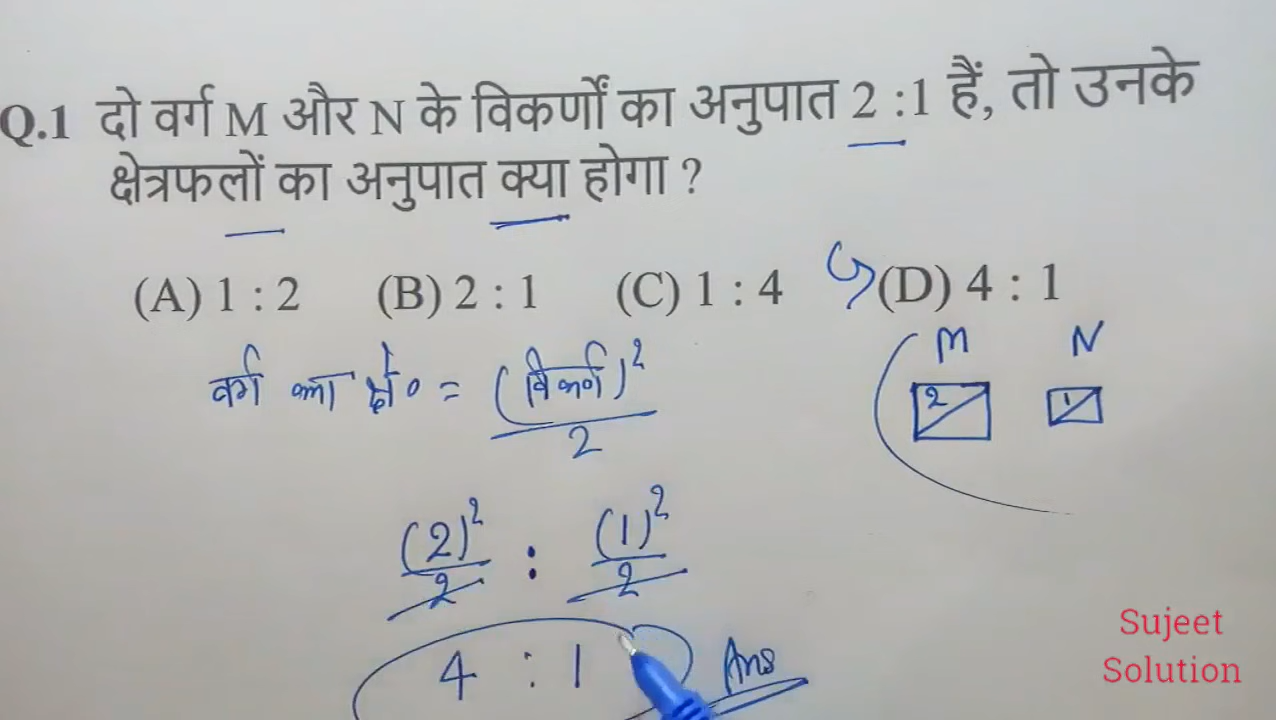 Q.1 दो वर्ग M और N के विकर्णों का अनुपात 2 :1 हैं, तो उनके
क्षेत्रफलों का अनुपात क्या होगा ?
(A) 1 : 2 (B) 2 : 1 (C) 1 : 4 (D) 4 : 1
M N
वर्ग का क्षे० = (विकर्ण)² / 2
2 1
(2)² / 2 : (1)² / 2
4 : 1 Ans
Sujeet
Solution